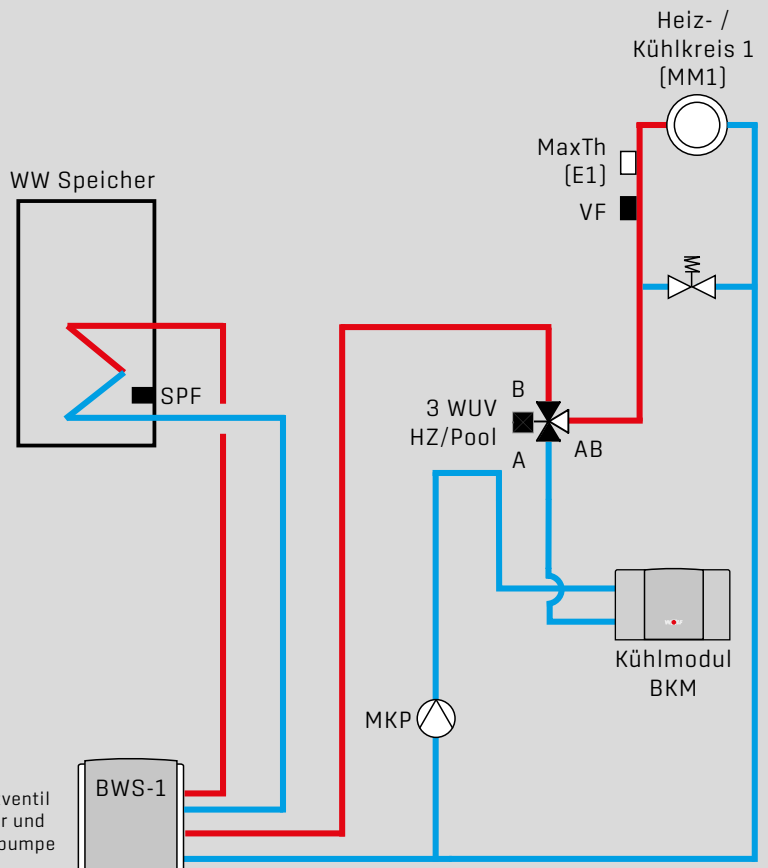 Heiz- /
Kühlkreis 1
(MM1)
MaxTh
(E1)
VF
WW Speicher
SPF
B
3 WUV
HZ/Pool
A
AB
Kühlmodul
BKM
MKP
BWS-1
ventil
r und
pumpe